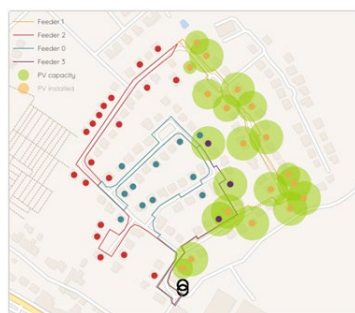 Feeder 1
Feeder 2
Feeder 0
Feeder 3
PV capacity
PV installed